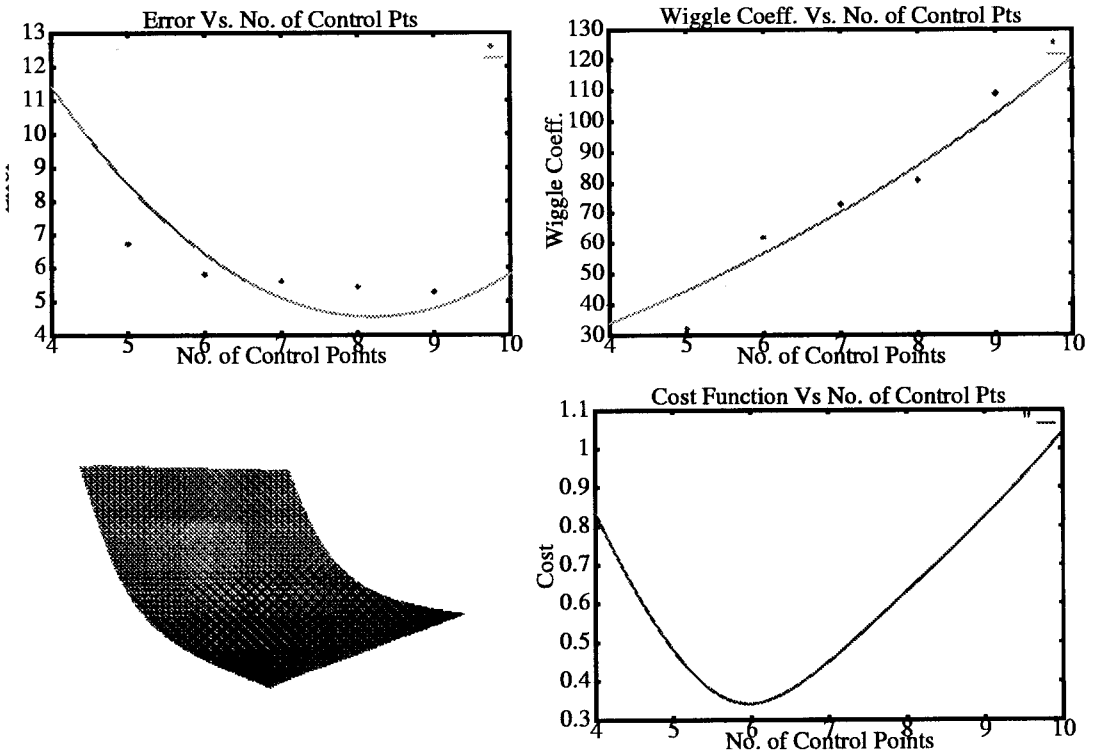 Error Vs. No. of Control Pts
13
12
11
10
9
8
7
6
5
4
4 5 6 7 8 9 10
No. of Control Points
Wiggle Coeff. Vs. No. of Control Pts
Wiggle Coeff.
130
120
110
100
90
80
70
60
50
40
30
4 5 6 7 8 9 10
No. of Control Points
Cost Function Vs No. of Control Pts
Cost
1.1
1
0.9
0.8
0.7
0.6
0.5
0.4
0.3
4 5 6 7 8 9 10
No. of Control Points
"